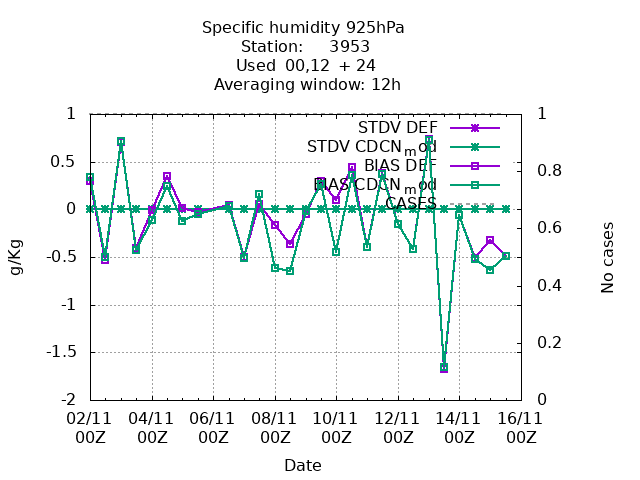 Specific humidity 925hPa
Station: 3953
Used 00,12 + 24
Averaging window: 12h
1
0.5
0
-0.5
-1
-1.5
-2
g/Kg
STDV DEF
STDV CDCN_mod
BIAS DEF
BIAS CDCN_mod
CASES
1
0.8
0.6
0.4
0.2
0
No cases
02/11 04/11 06/11 08/11 10/11 12/11 14/11 16/11
00Z 00Z 00Z 00Z 00Z 00Z 00Z 00Z
Date